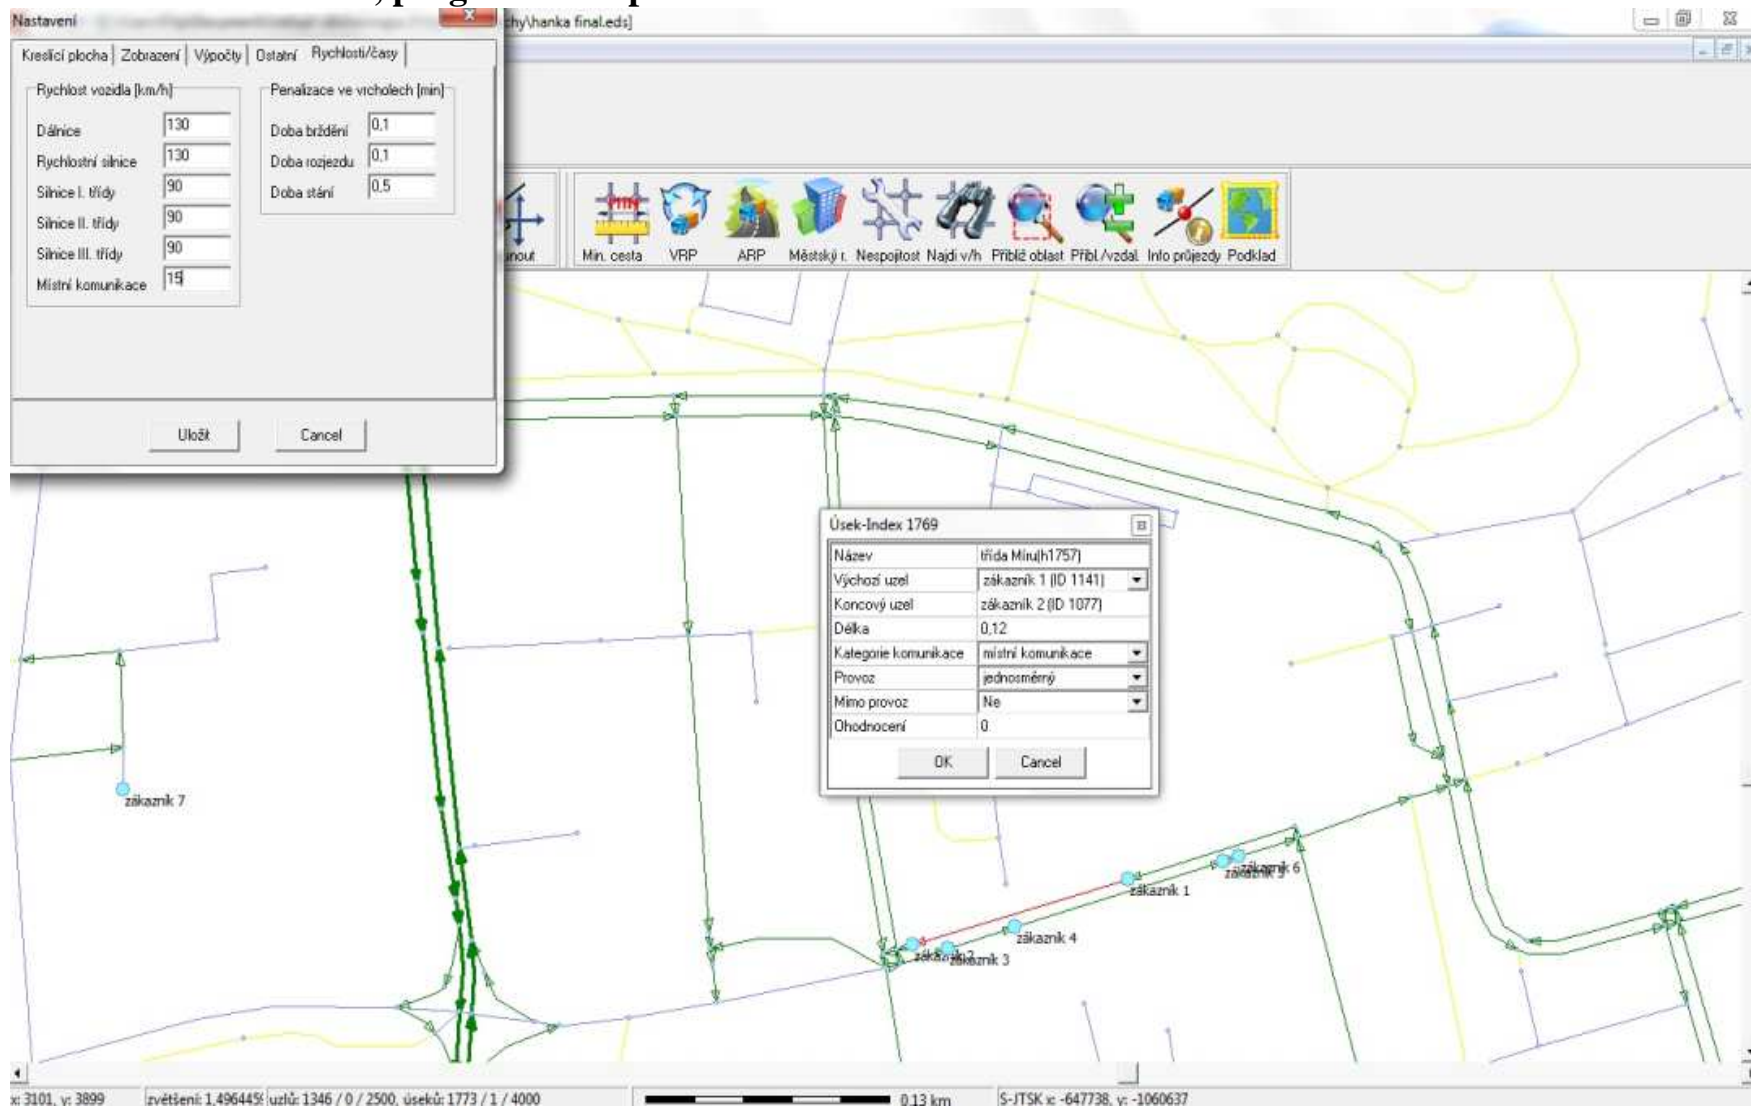 Nastavení
chy\hanka final.eds]
Kreslicí plocha Zobrazení Výpočty Ostatní Rychlosti/časy
Rychlost vozidla [km/h]
Dálnice 130
Rychlostní silnice 130
Silnice I. třídy 90
Silnice II. třídy 90
Silnice III. třídy 90
Místní komunikace 15
Penalizace ve vrcholech [min]
Doba brždění 0,1
Doba rozjezdu 0,1
Doba stání 0,5
Uložit Cancel
Min. cesta VRP ARP Městský r. Nespojitost Najdi v/h Přibliž oblast Přibl./vzdal. Info průjezdy Podklad
Úsek-Index 1769
Název třída Míru(h1757)
Výchozí uzel zákazník 1 (ID 1141)
Koncový uzel zákazník 2 (ID 1077)
Délka 0,12
Kategorie komunikace místní komunikace
Provoz jednosměrný
Mimo provoz Ne
Ohodnocení 0
OK Cancel
zákazník 7
zákazník 6
zákazník 1
zákazník 4
zákazník 3
x: 3101, y: 3899 zvětšení: 1,496445 uzlů: 1346 / 0 / 2500, úseků: 1773 / 1 / 4000 0.13 km S-JTSK x: -647738, y: -1060637